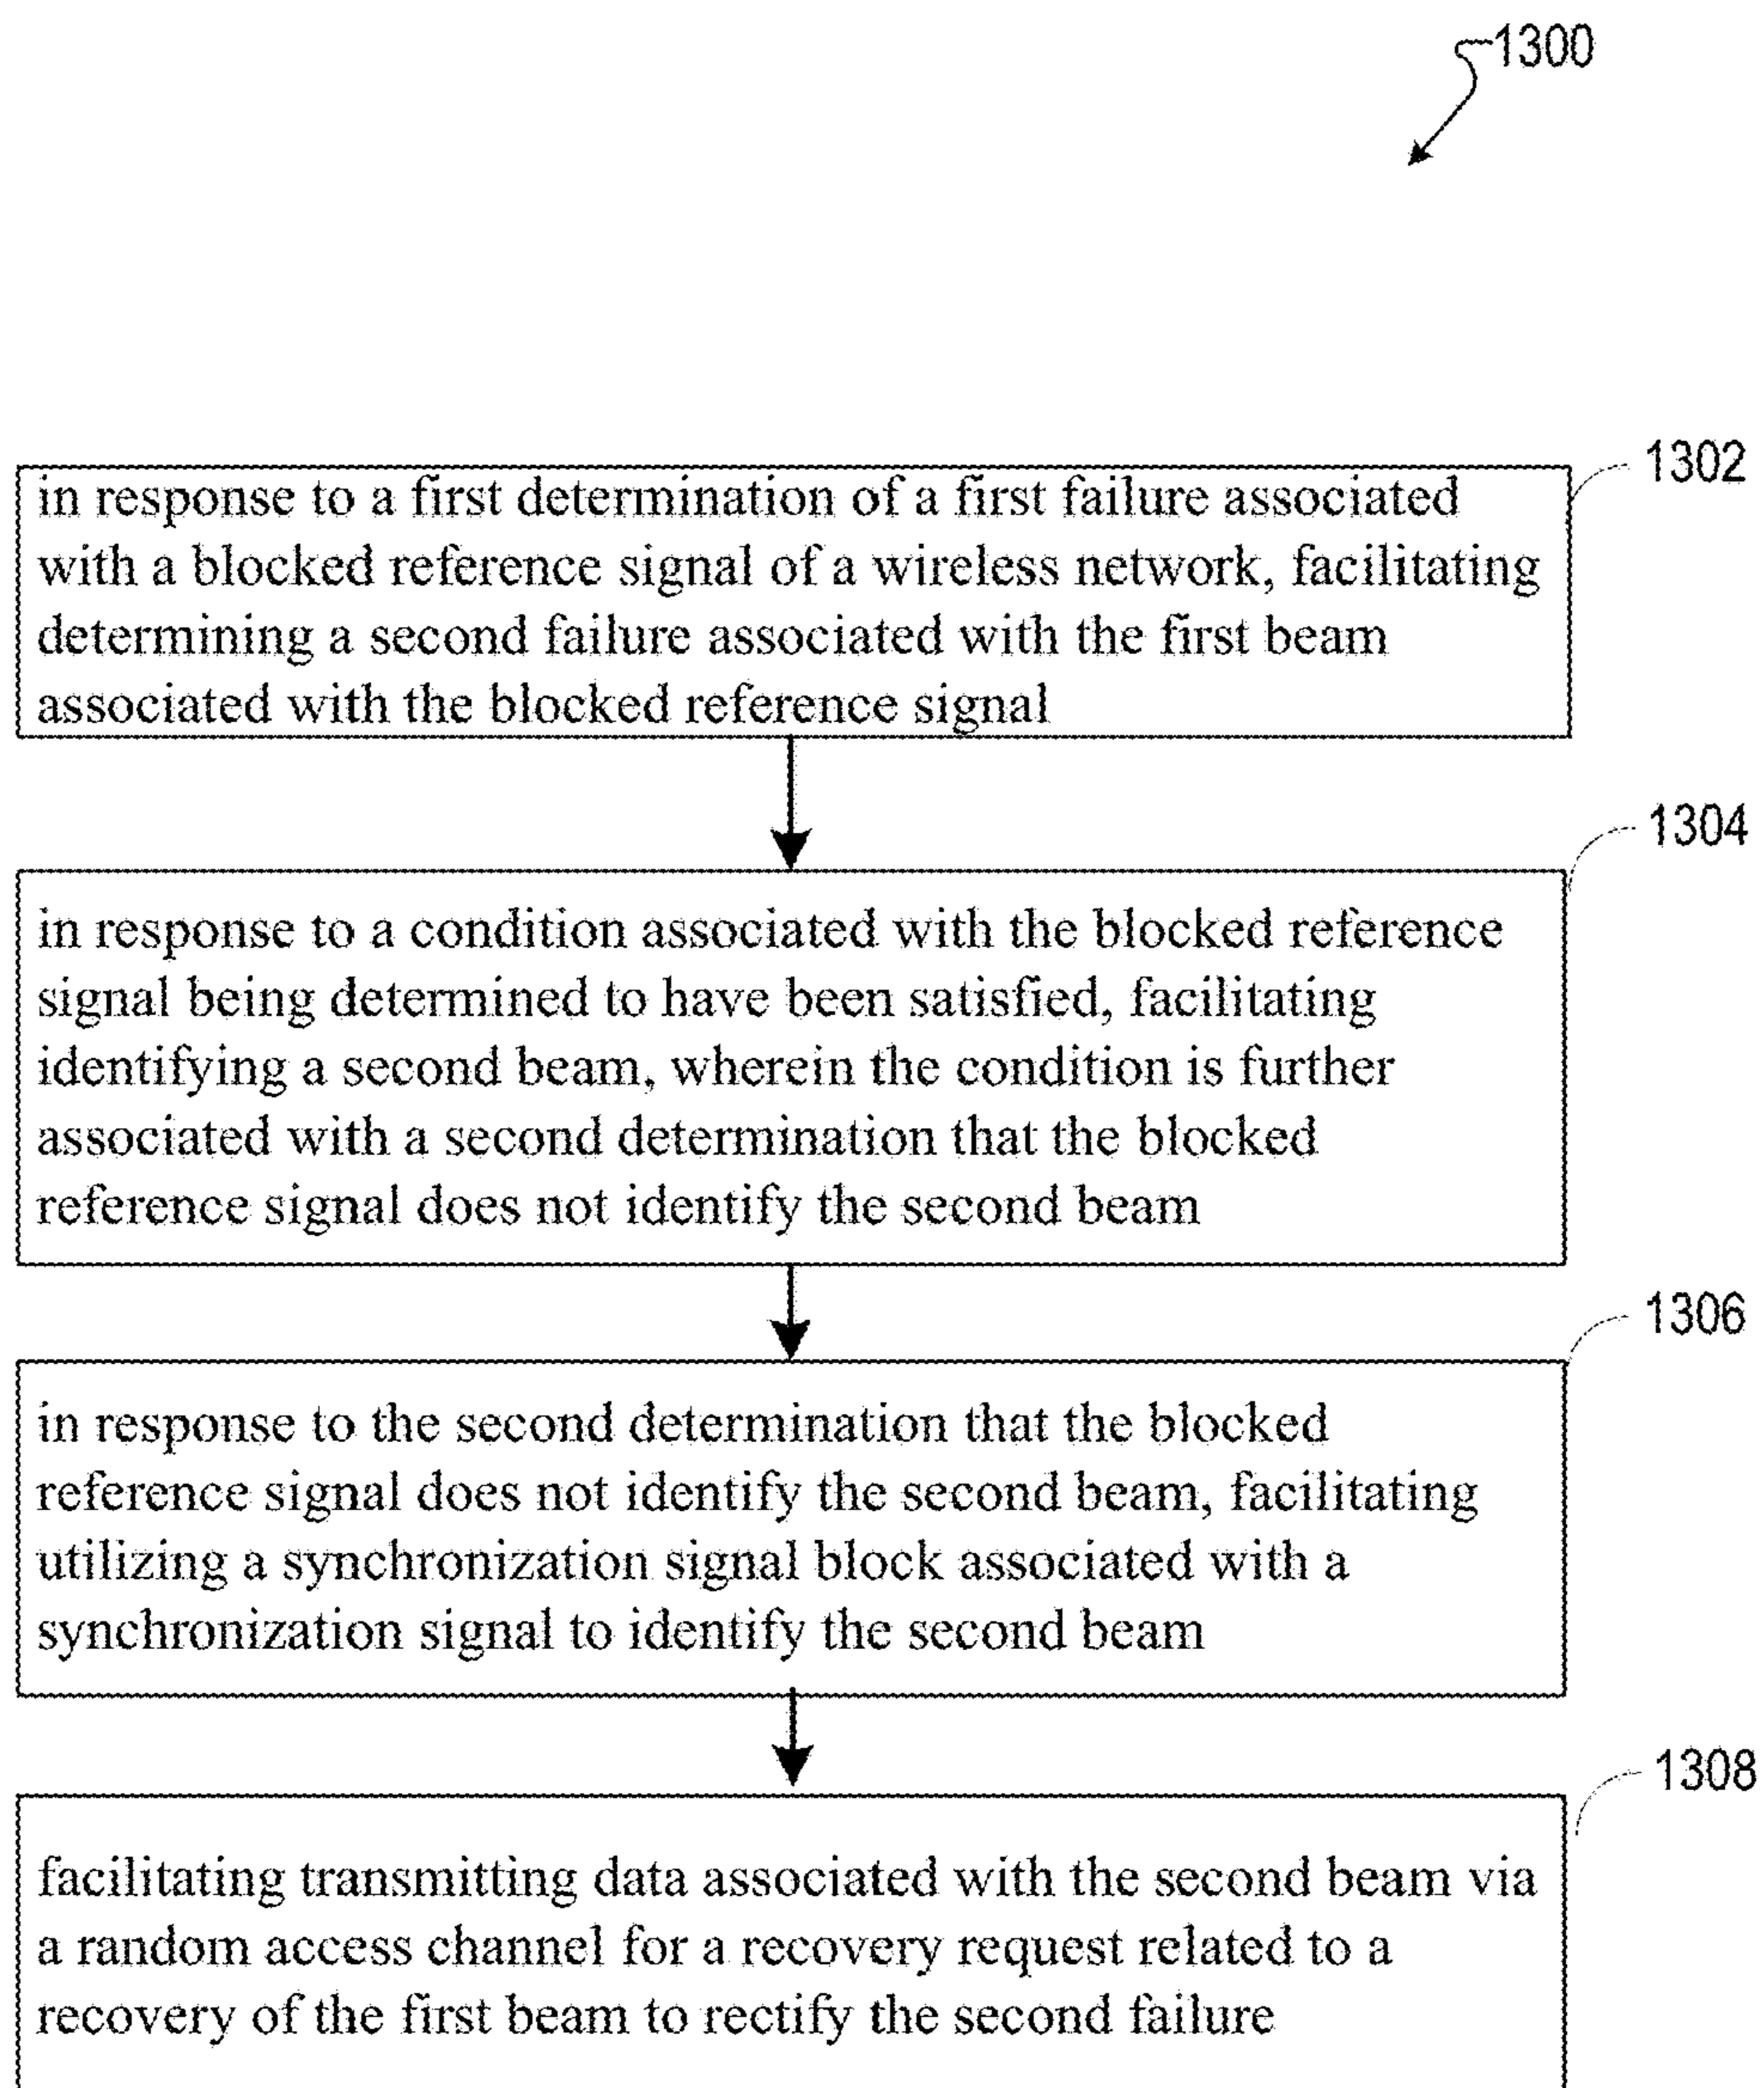 1300
1302
in response to a first determination of a first failure associated
with a blocked reference signal of a wireless network, facilitating
determining a second failure associated with the first beam
associated with the blocked reference signal
1304
in response to a condition associated with the blocked reference
signal being determined to have been satisfied, facilitating
identifying a second beam, wherein the condition is further
associated with a second determination that the blocked
reference signal does not identify the second beam
1306
in response to the second determination that the blocked
reference signal does not identify the second beam, facilitating
utilizing a synchronization signal block associated with a
synchronization signal to identify the second beam
1308
facilitating transmitting data associated with the second beam via
a random access channel for a recovery request related to a
recovery of the first beam to rectify the second failure